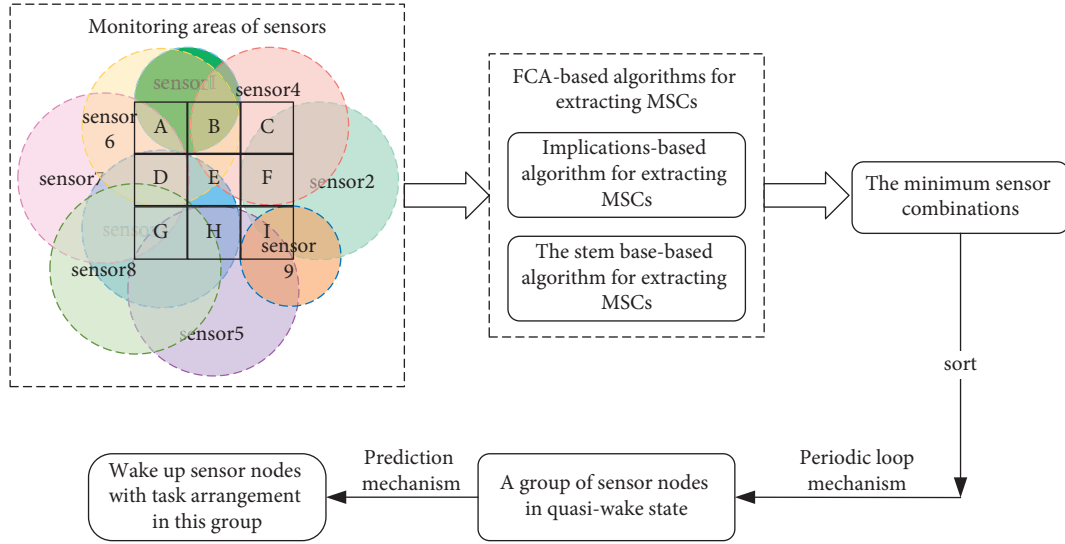 Monitoring areas of sensors
sensor1
sensor4
sensor
6
A
B
C
sensor7
D
E
F
sensor2
G
H
I
sensor8
sensor
9
sensor5
FCA-based algorithms for
extracting MSCs
Implications-based
algorithm for extracting
MSCs
The stem base-based
algorithm for extracting
MSCs
The minimum sensor
combinations
sort
Periodic loop
mechanism
A group of sensor nodes
in quasi-wake state
Prediction
mechanism
Wake up sensor nodes
with task arrangement
in this group